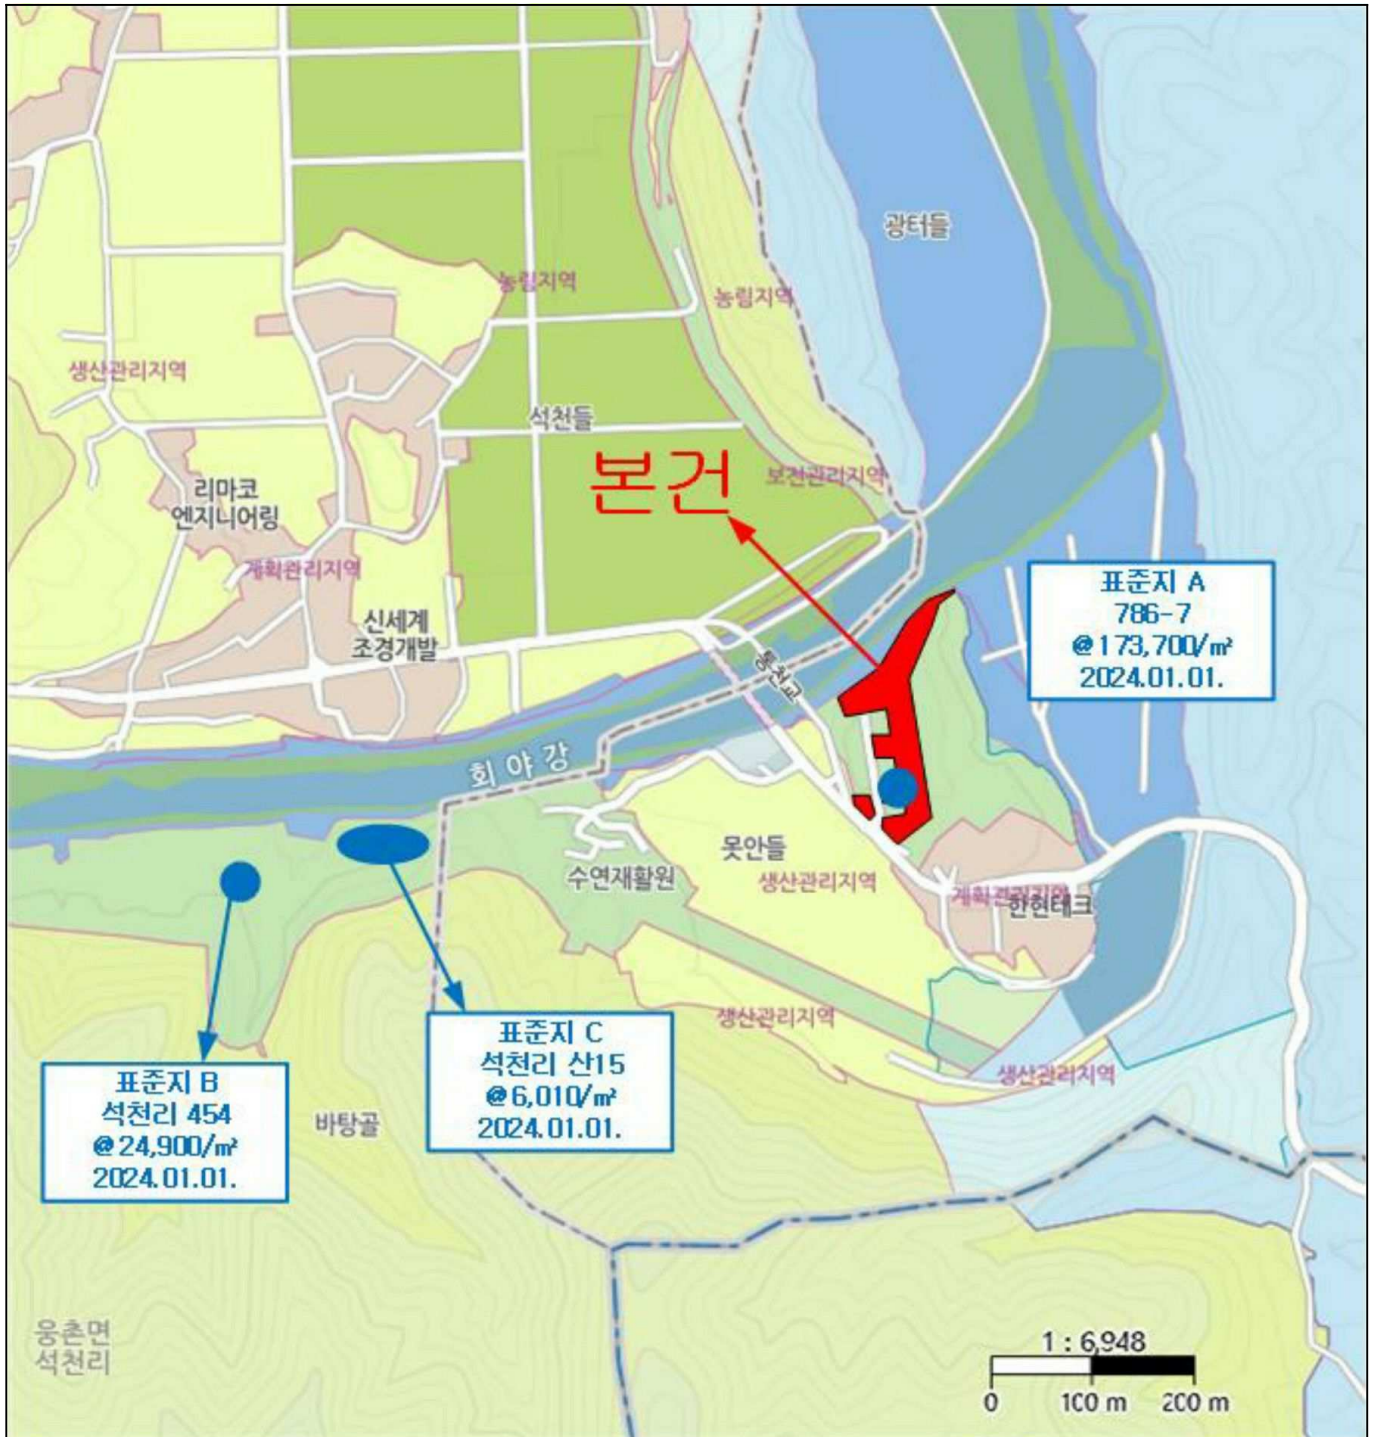 광터들
농림지역
농림지역
생산관리지역
석천들
본건
보전관리지역
리마코
엔지니어링
계획관리지역
신세계
조경개발
통천교
표준지 A
786-7
@173,700/㎡
2024.01.01.
회야강
못안들
수연재활원
생산관리지역
계획관리지역
한현테크
생산관리지역
생산관리지역
표준지 C
석천리 산15
@6,010/㎡
2024.01.01.
표준지 B
석천리 454
@24,900/㎡
2024.01.01.
바탕골
웅촌면
석천리
1 : 6,948
0 100 m 200 m